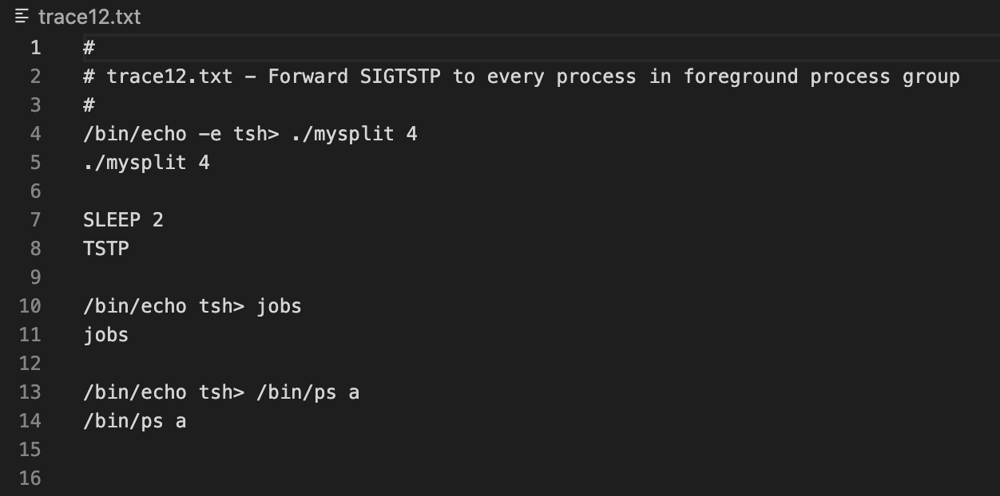 trace12.txt
1 #
2 # trace12.txt - Forward SIGTSTP to every process in foreground process group
3 #
4 /bin/echo -e tsh> ./mysplit 4
5 ./mysplit 4
6
7 SLEEP 2
8 TSTP
9
10 /bin/echo tsh> jobs
11 jobs
12
13 /bin/echo tsh> /bin/ps a
14 /bin/ps a
15
16